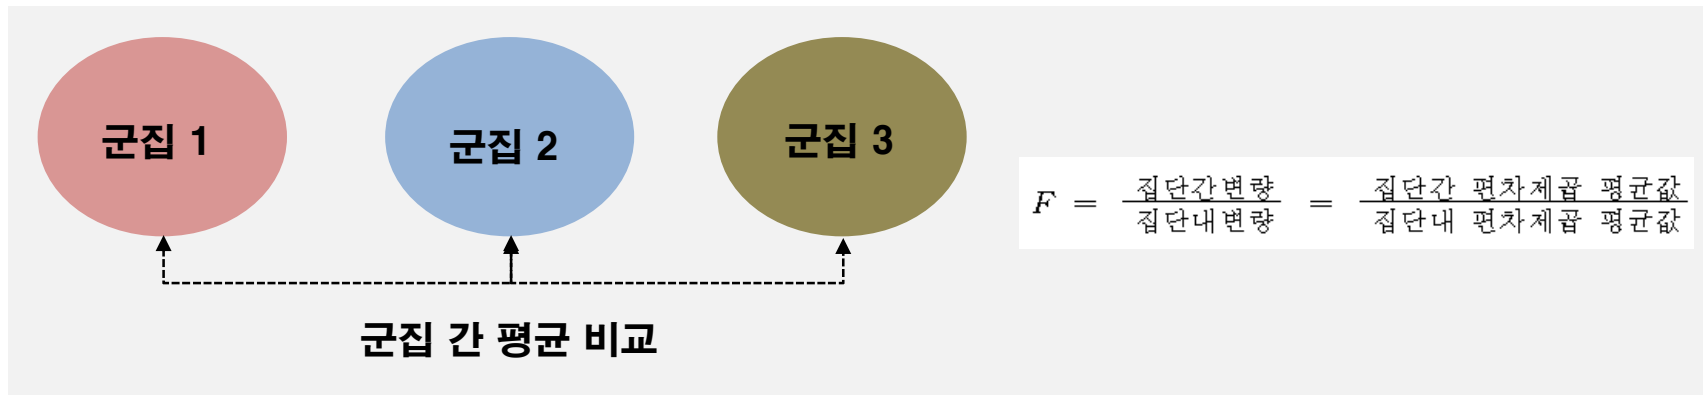 군집 1
군집 2
군집 3
군집 간 평균 비교
F = 집단간변량 / 집단내변량 = 집단간 편차제곱 평균값 / 집단내 편차제곱 평균값